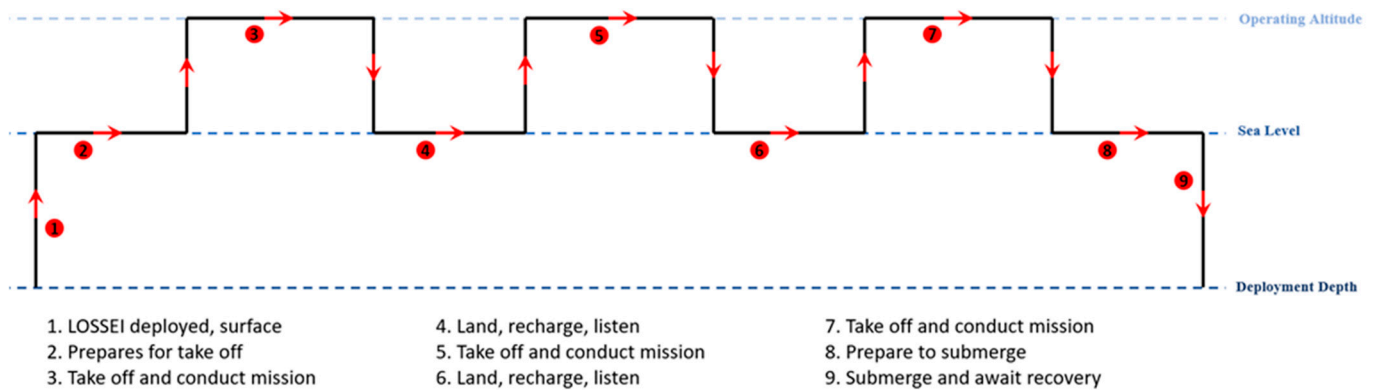 3
5
7
Operating Altitude
2
4
6
8
Sea Level
9
1
Deployment Depth
1. LOSSEI deployed, surface
2. Prepares for take off
3. Take off and conduct mission
4. Land, recharge, listen
5. Take off and conduct mission
6. Land, recharge, listen
7. Take off and conduct mission
8. Prepare to submerge
9. Submerge and await recovery